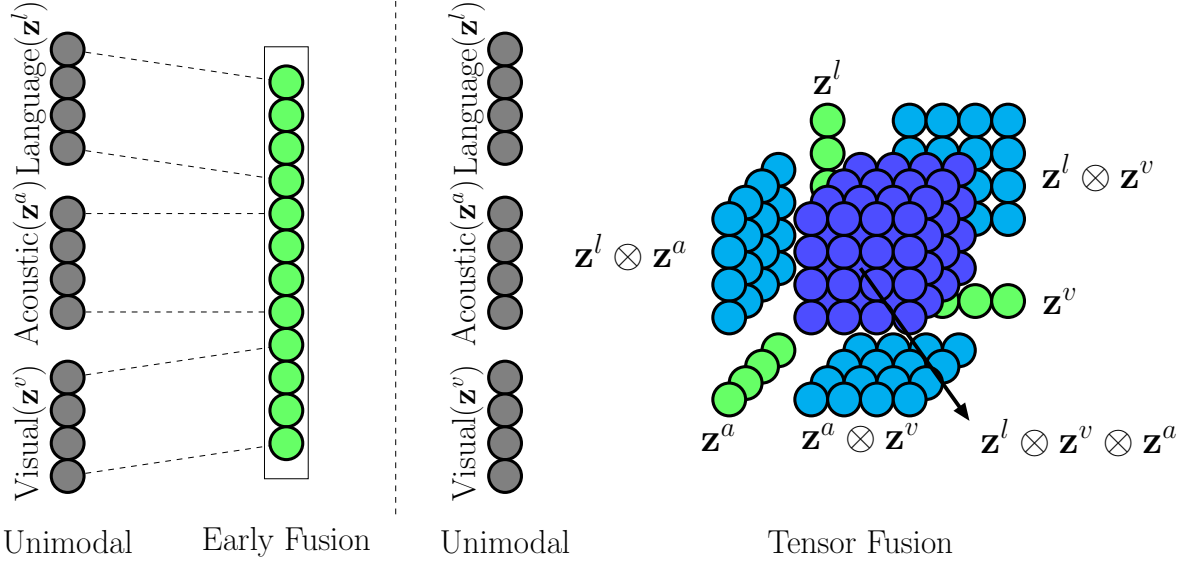 Language(z^l)
Acoustic(z^a)
Visual(z^v)
Unimodal
Early Fusion
Language(z^l)
Acoustic(z^a)
Visual(z^v)
Unimodal
z^l
z^l ⊗ z^v
z^l ⊗ z^a
z^v
z^a
z^a ⊗ z^v
z^l ⊗ z^v ⊗ z^a
Tensor Fusion